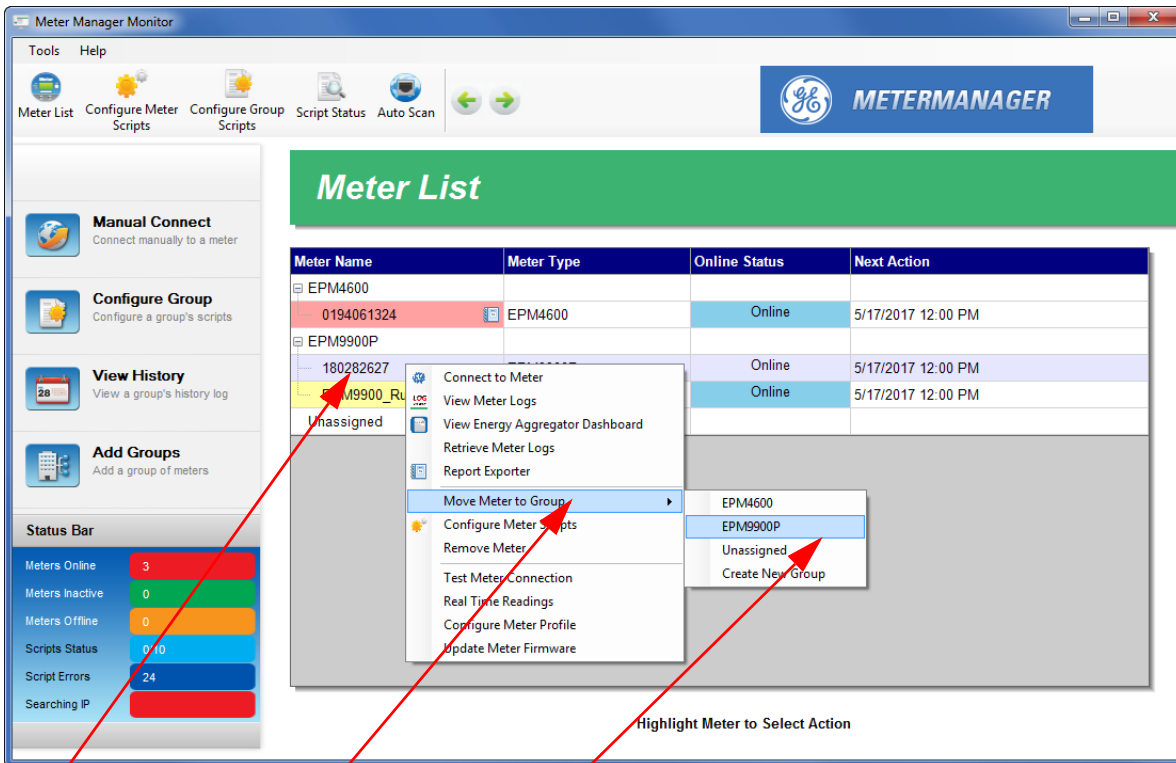 Meter Manager Monitor
Tools Help
Meter List
Configure Meter Scripts
Configure Group Scripts
Script Status
Auto Scan
METERMANAGER
Meter List
Manual Connect
Connect manually to a meter
Configure Group
Configure a group's scripts
View History
View a group's history log
28
Add Groups
Add a group of meters
Status Bar
Meters Online 3
Meters Inactive 0
Meters Offline 0
Scripts Status 0/10
Script Errors 24
Searching IP
Meter Name Meter Type Online Status Next Action
EPM4600
0194061324 EPM4600 Online 5/17/2017 12:00 PM
EPM9900P
180282627 Online 5/17/2017 12:00 PM
Online 5/17/2017 12:00 PM
Unassigned
Connect to Meter
LOG
View Meter Logs
View Energy Aggregator Dashboard
Retrieve Meter Logs
Report Exporter
Move Meter to Group
Configure Meter Scripts
Remove Meter
Test Meter Connection
Real Time Readings
Configure Meter Profile
Update Meter Firmware
EPM4600
EPM9900P
Unassigned
Create New Group
Highlight Meter to Select Action